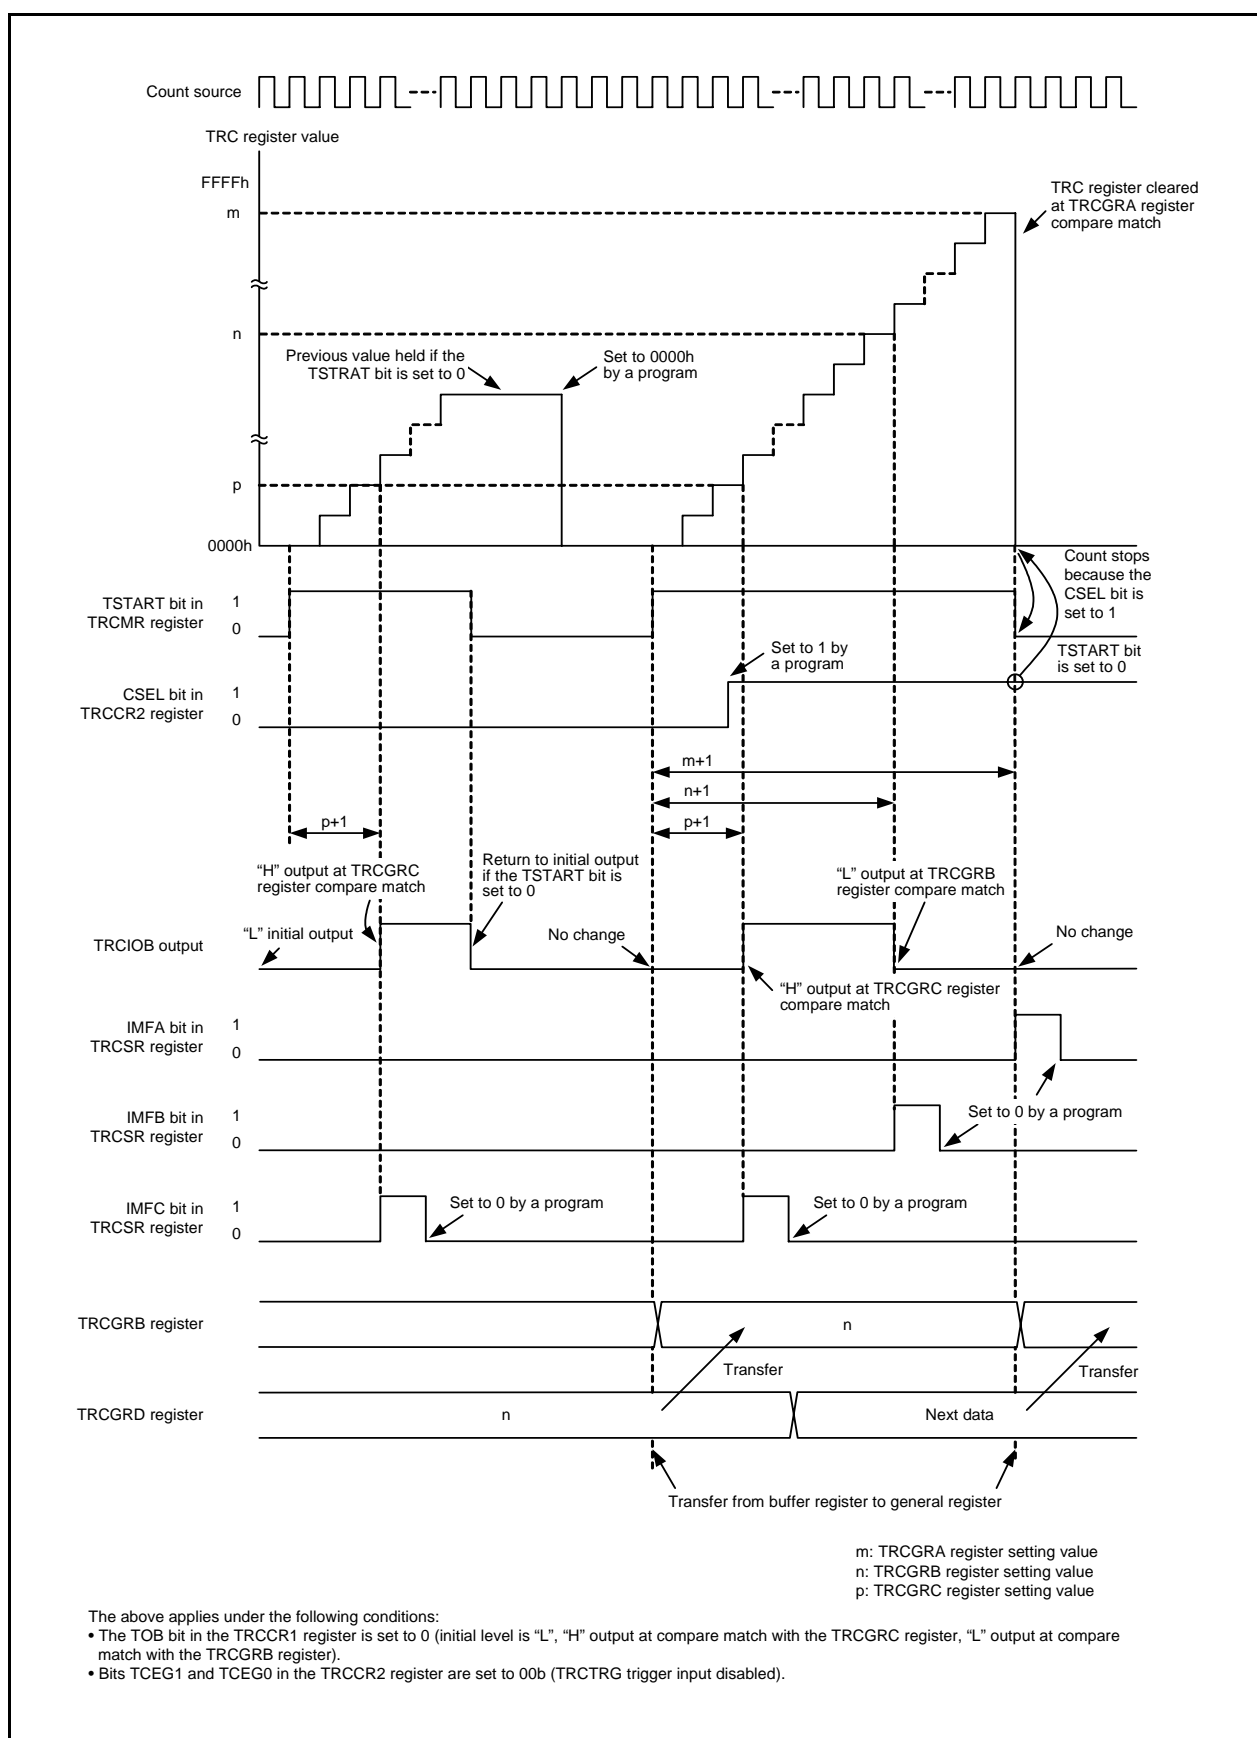 Count source
TRC register value
FFFFh
m
TRC register cleared
at TRCGRA register
compare match
n
Previous value held if the
TSTRAT bit is set to 0
Set to 0000h
by a program
p
0000h
Count stops
because the
CSEL bit is
set to 1
TSTART bit in
TRCMR register
1
0
TSTART bit
is set to 0
Set to 1 by
a program
CSEL bit in
TRCCR2 register
1
0
m+1
n+1
p+1
p+1
“H” output at TRCGRC
register compare match
Return to initial output
if the TSTART bit is
set to 0
“L” output at TRCGRB
register compare match
“L” initial output
No change
No change
TRCIOB output
“H” output at TRCGRC register
compare match
IMFA bit in
TRCSR register
1
0
IMFB bit in
TRCSR register
1
0
Set to 0 by a program
IMFC bit in
TRCSR register
1
0
Set to 0 by a program
Set to 0 by a program
TRCGRB register
n
Transfer
Transfer
TRCGRD register
n
Next data
Transfer from buffer register to general register
m: TRCGRA register setting value
n: TRCGRB register setting value
p: TRCGRC register setting value
The above applies under the following conditions:
• The TOB bit in the TRCCR1 register is set to 0 (initial level is “L”, “H” output at compare match with the TRCGRC register, “L” output at compare
match with the TRCGRB register).
• Bits TCEG1 and TCEG0 in the TRCCR2 register are set to 00b (TRCTRG trigger input disabled).